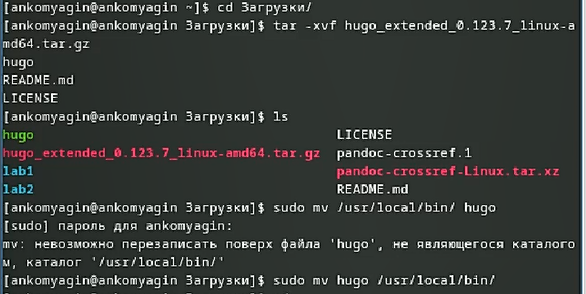 [ankomyagin@ankomyagin ~]$ cd Загрузки/
[ankomyagin@ankomyagin Загрузки]$ tar -xvf hugo_extended_0.123.7_linux-a
md64.tar.gz
hugo
README.md
LICENSE
[ankomyagin@ankomyagin Загрузки]$ ls
hugo LICENSE
hugo_extended_0.123.7_linux-amd64.tar.gz pandoc-crossref.1
lab1 pandoc-crossref-Linux.tar.xz
lab2 README.md
[ankomyagin@ankomyagin Загрузки]$ sudo mv /usr/local/bin/ hugo
[sudo] пароль для ankomyagin:
mv: невозможно перезаписать поверх файла 'hugo', не являющегося каталого
м, каталог '/usr/local/bin/'
[ankomyagin@ankomyagin Загрузки]$ sudo mv hugo /usr/local/bin/